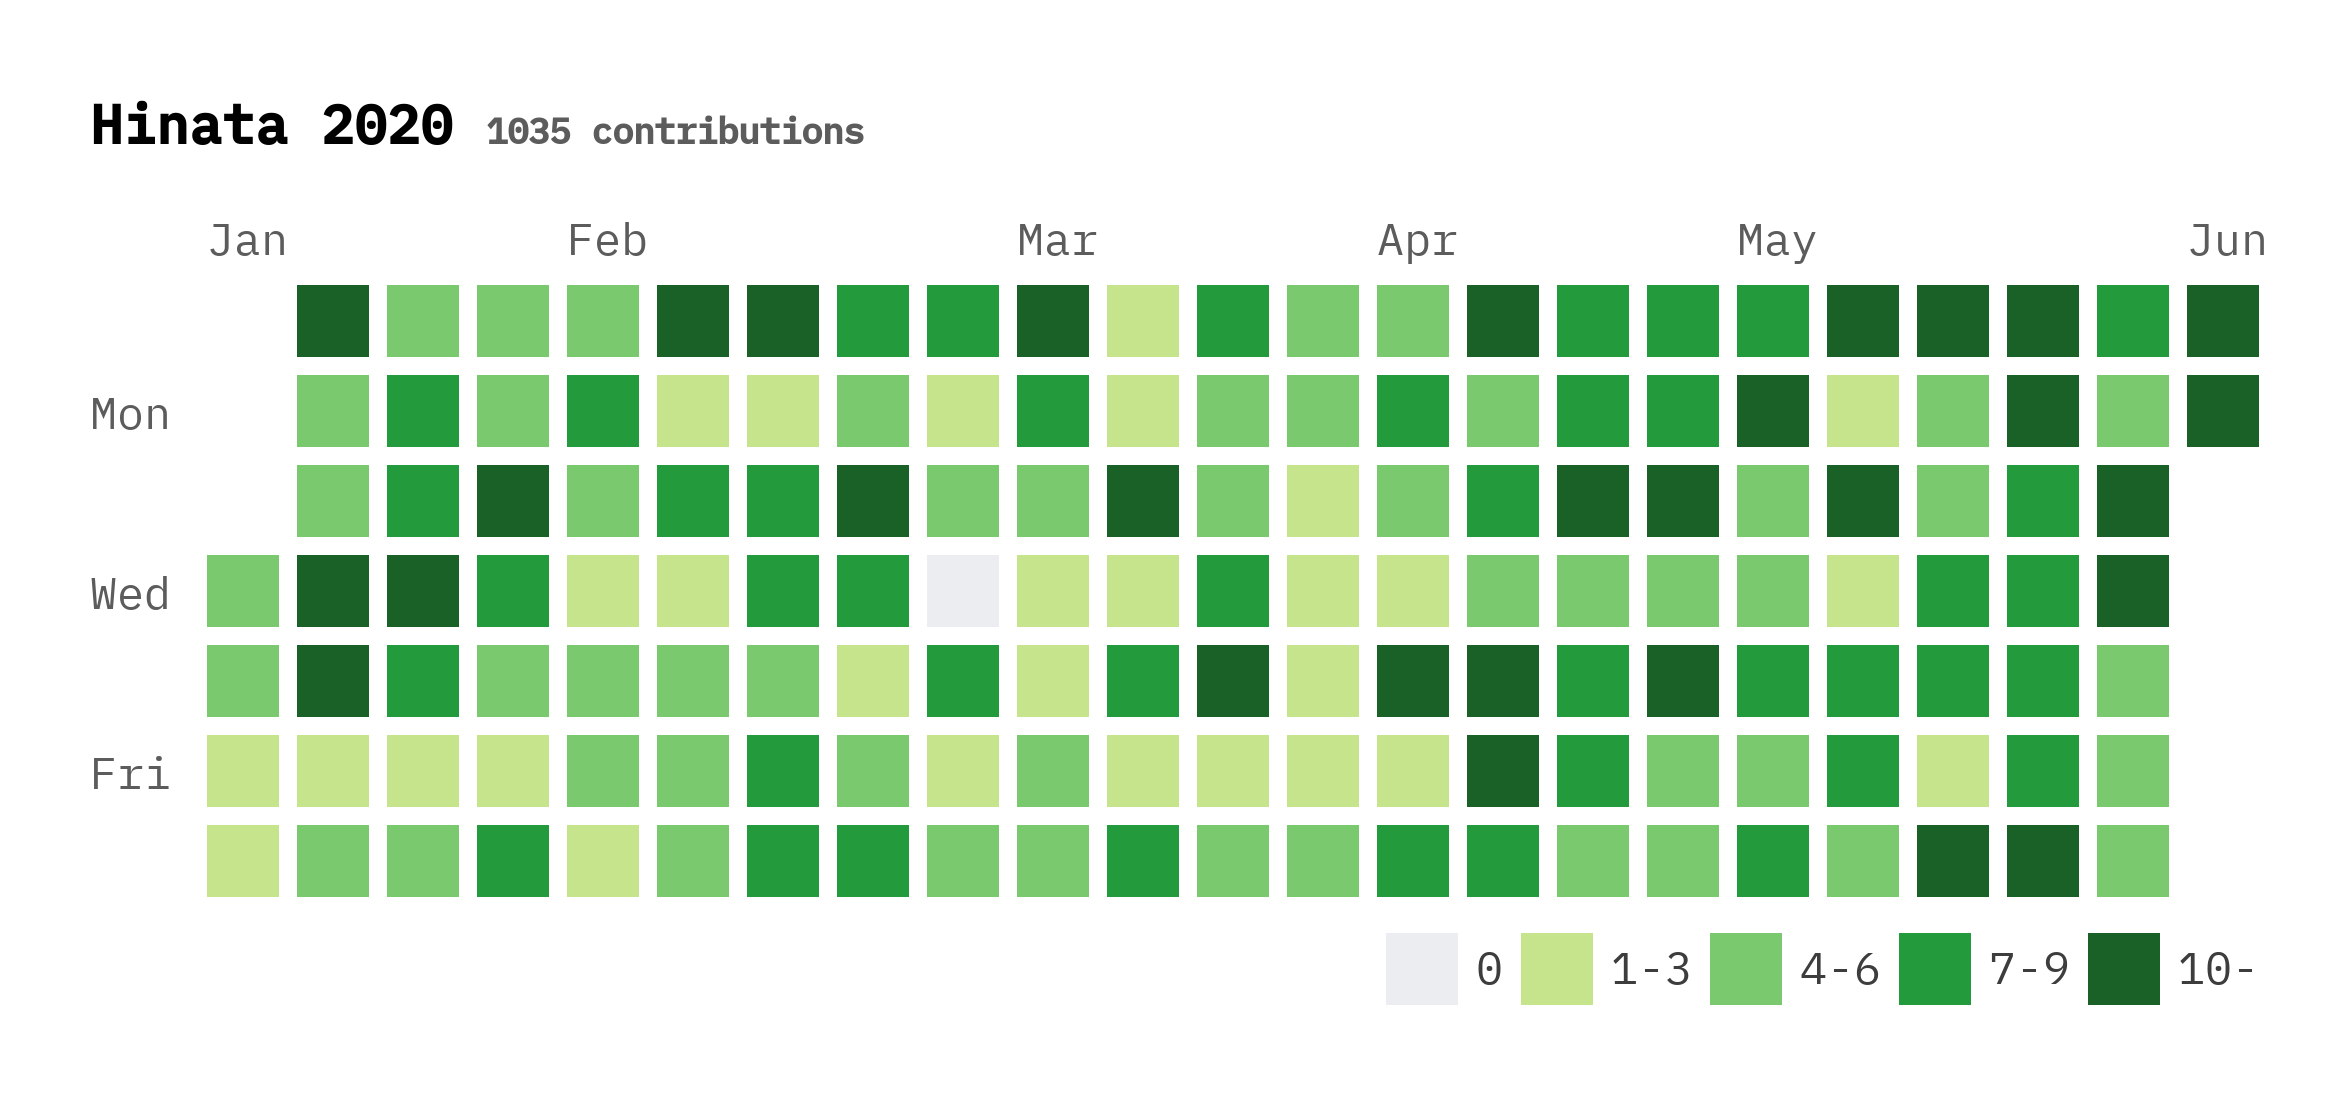 Hinata 2020 1035 contributions
Jan Feb Mar Apr May Jun
Mon
Wed
Fri
0 1-3 4-6 7-9 10-